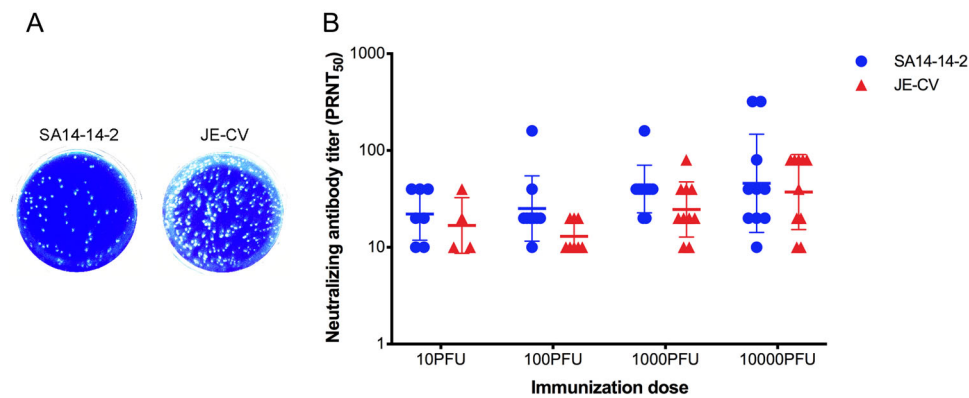 A
SA14-14-2
JE-CV
B
Neutralizing antibody titer (PRNT50)
1000
100
10
1
10PFU
100PFU
1000PFU
10000PFU
Immunization dose
SA14-14-2
JE-CV